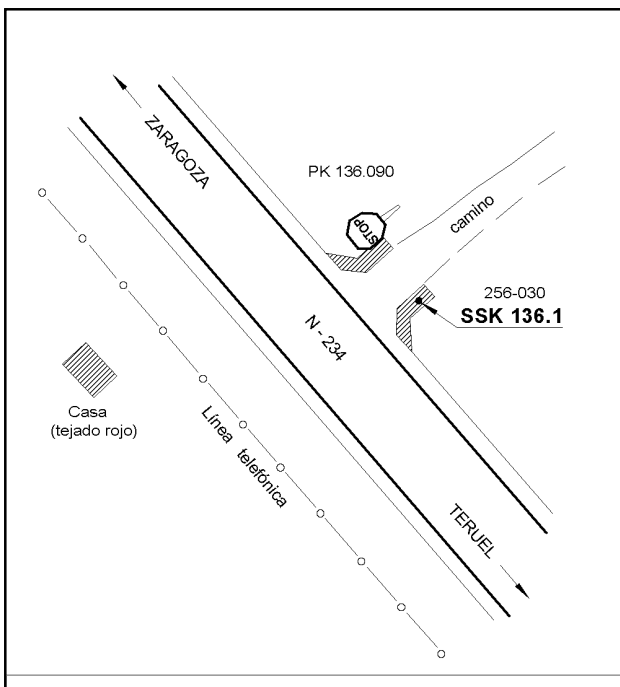 ZARAGOZA
PK 136.090
STOP
camino
256-030
SSK 136.1
N - 234
Casa
(tejado rojo)
Línea telefónica
TERUEL